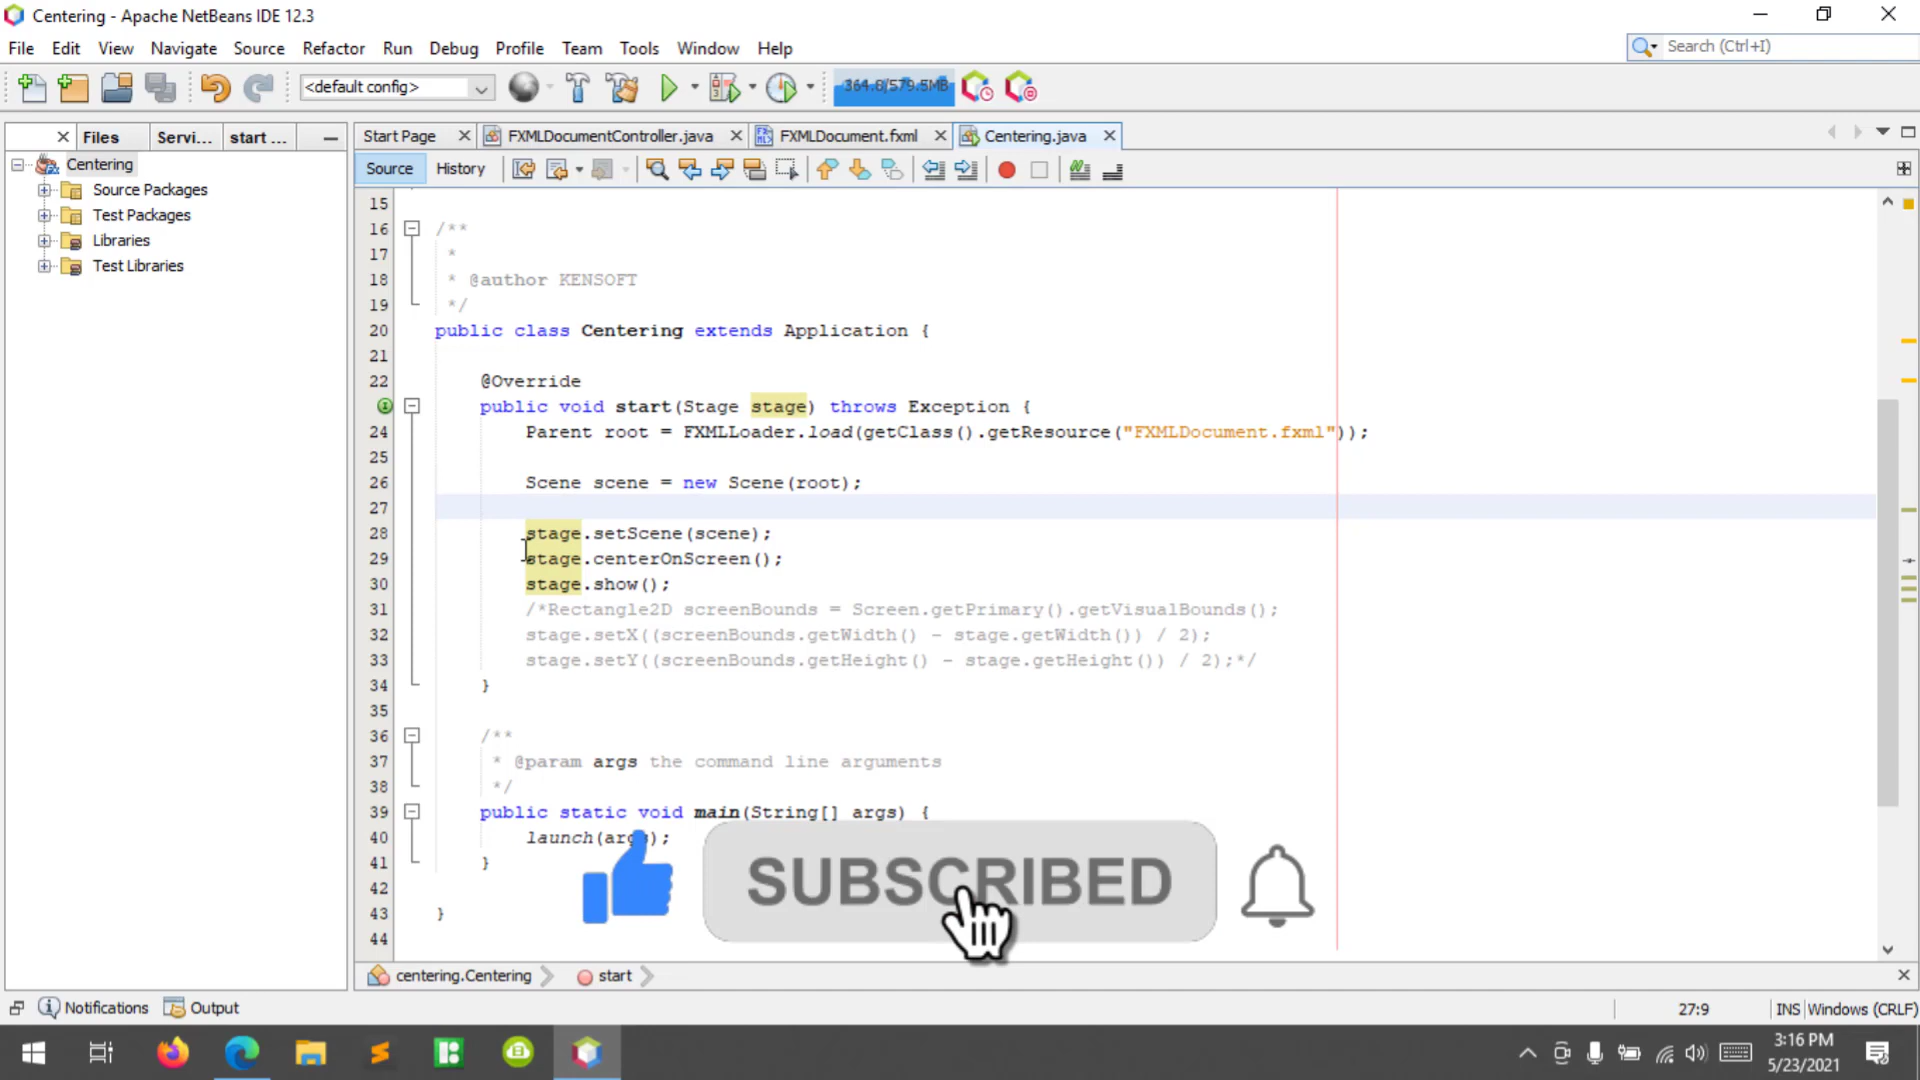 Centering - Apache NetBeans IDE 12.3
File Edit View Navigate Source Refactor Run Debug Profile Team Tools Window Help
Search (Ctrl+I)
<default config>
364.8/579.5MB
Files Servi... start ...
Start Page FXMLDocumentController.java FXMLDocument.fxml Centering.java
Centering
Source Packages
Test Packages
Libraries
Test Libraries
Source History
15
16 /**
17 *
18 * @author KENSOFT
19 */
20 public class Centering extends Application {
21
22 @Override
public void start(Stage stage) throws Exception {
24 Parent root = FXMLLoader.load(getClass().getResource("FXMLDocument.fxml"));
25
26 Scene scene = new Scene(root);
27
28 stage.setScene(scene);
29 stage.centerOnScreen();
30 stage.show();
31 /*Rectangle2D screenBounds = Screen.getPrimary().getVisualBounds();
32 stage.setX((screenBounds.getWidth() - stage.getWidth()) / 2);
33 stage.setY((screenBounds.getHeight() - stage.getHeight()) / 2);*/
34 }
35
36 /**
37 * @param args the command line arguments
38 */
39 public static void main(String[] args) {
40 launch(args);
41 }
42
43 }
44
SUBSCRIBED
centering.Centering start
Notifications Output
27:9 INS Windows (CRLF)
3:16 PM
5/23/2021